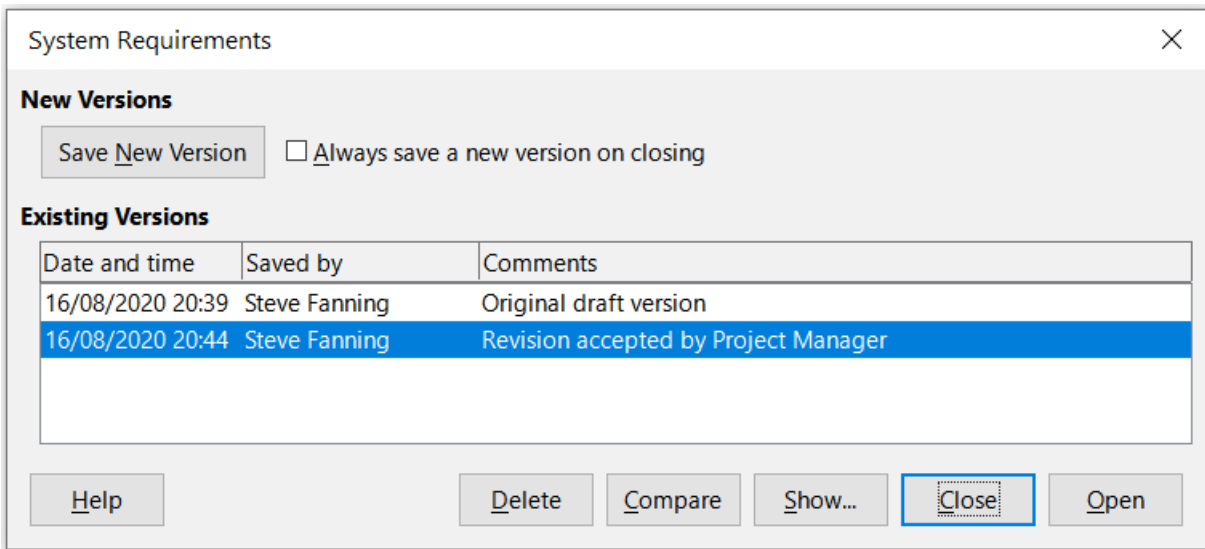 System Requirements
New Versions
Save New Version Always save a new version on closing
Existing Versions
Date and time Saved by Comments
16/08/2020 20:39 Steve Fanning Original draft version
16/08/2020 20:44 Steve Fanning Revision accepted by Project Manager
Help Delete Compare Show... Close Open